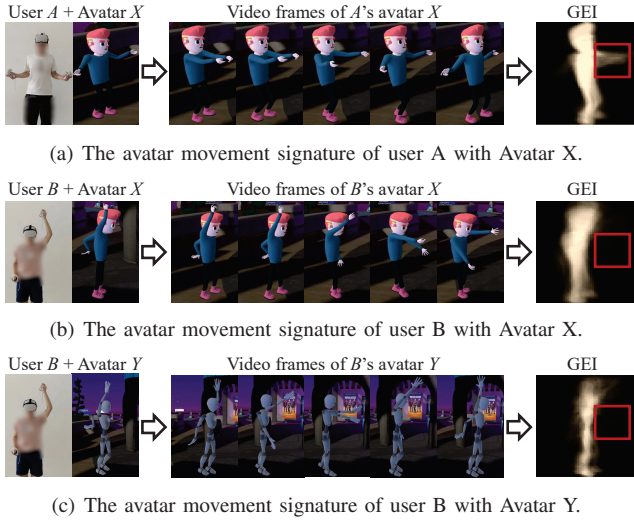 User A + Avatar X Video frames of A's avatar X GEI
(a) The avatar movement signature of user A with Avatar X.
User B + Avatar X Video frames of B's avatar X GEI
(b) The avatar movement signature of user B with Avatar X.
User B + Avatar Y Video frames of B's avatar Y GEI
(c) The avatar movement signature of user B with Avatar Y.